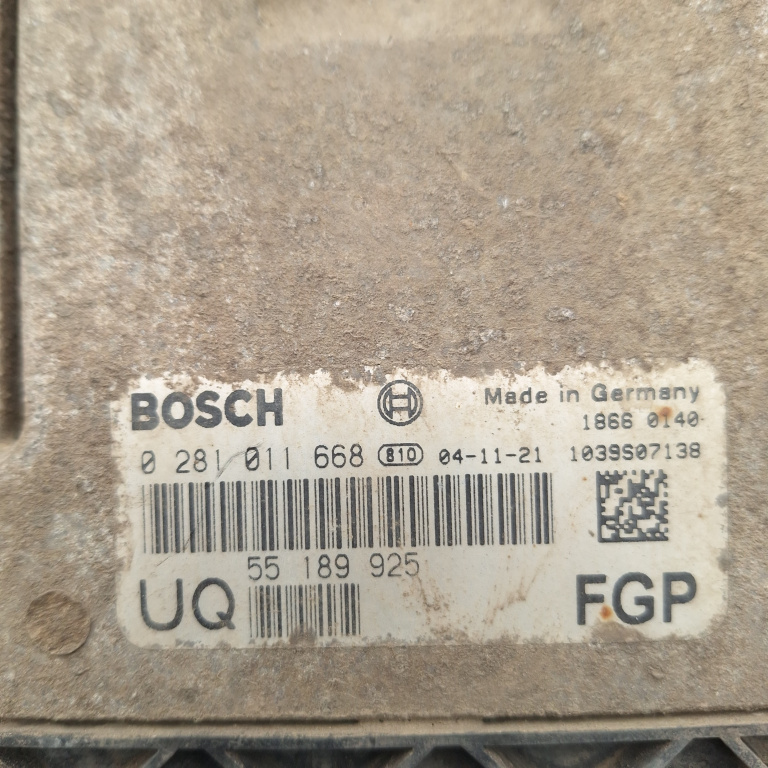 BOSCH
Made in Germany
1866 0140
0 281 011 668 810 04-11-21 1039S07138
55 189 925
UQ
FGP